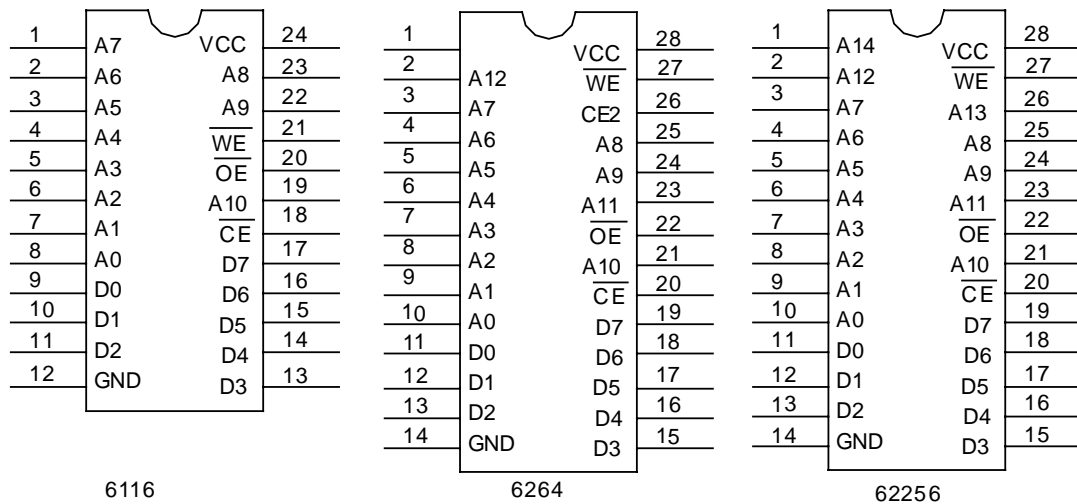 1 A7 VCC 24
2 A6 A8 23
3 A5 A9 22
4 A4 WE 21
5 A3 OE 20
6 A2 A10 19
7 A1 CE 18
8 A0 D7 17
9 D0 D6 16
10 D1 D5 15
11 D2 D4 14
12 GND D3 13
6116
1 VCC 28
2 A12 WE 27
3 A7 CE2 26
4 A6 A8 25
5 A5 A9 24
6 A4 A11 23
7 A3 OE 22
8 A2 A10 21
9 A1 CE 20
10 A0 D7 19
11 D0 D6 18
12 D1 D5 17
13 D2 D4 16
14 GND D3 15
6264
1 A14 VCC 28
2 A12 WE 27
3 A7 A13 26
4 A6 A8 25
5 A5 A9 24
6 A4 A11 23
7 A3 OE 22
8 A2 A10 21
9 A1 CE 20
10 A0 D7 19
11 D0 D6 18
12 D1 D5 17
13 D2 D4 16
14 GND D3 15
62256